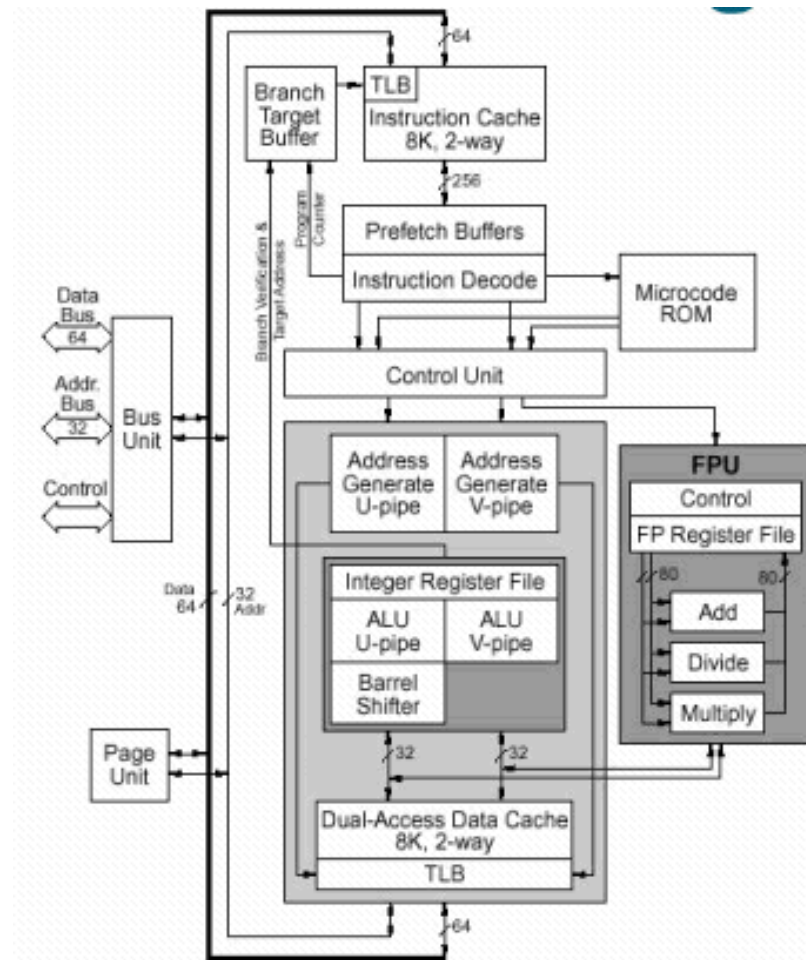 64
TLB
Branch
Target
Buffer
Instruction Cache
8K, 2-way
256
Branch Verification &
Target Address
Program
Counter
Prefetch Buffers
Instruction Decode
Microcode
ROM
Data
Bus
64
Addr.
Bus
32
Control
Bus
Unit
Control Unit
Address
Generate
U-pipe
Address
Generate
V-pipe
FPU
Control
FP Register File
80
80
Add
Divide
Multiply
Integer Register File
ALU
U-pipe
ALU
V-pipe
Barrel
Shifter
Data
64
32
Addr
Page
Unit
32
32
Dual-Access Data Cache
8K, 2-way
TLB
64